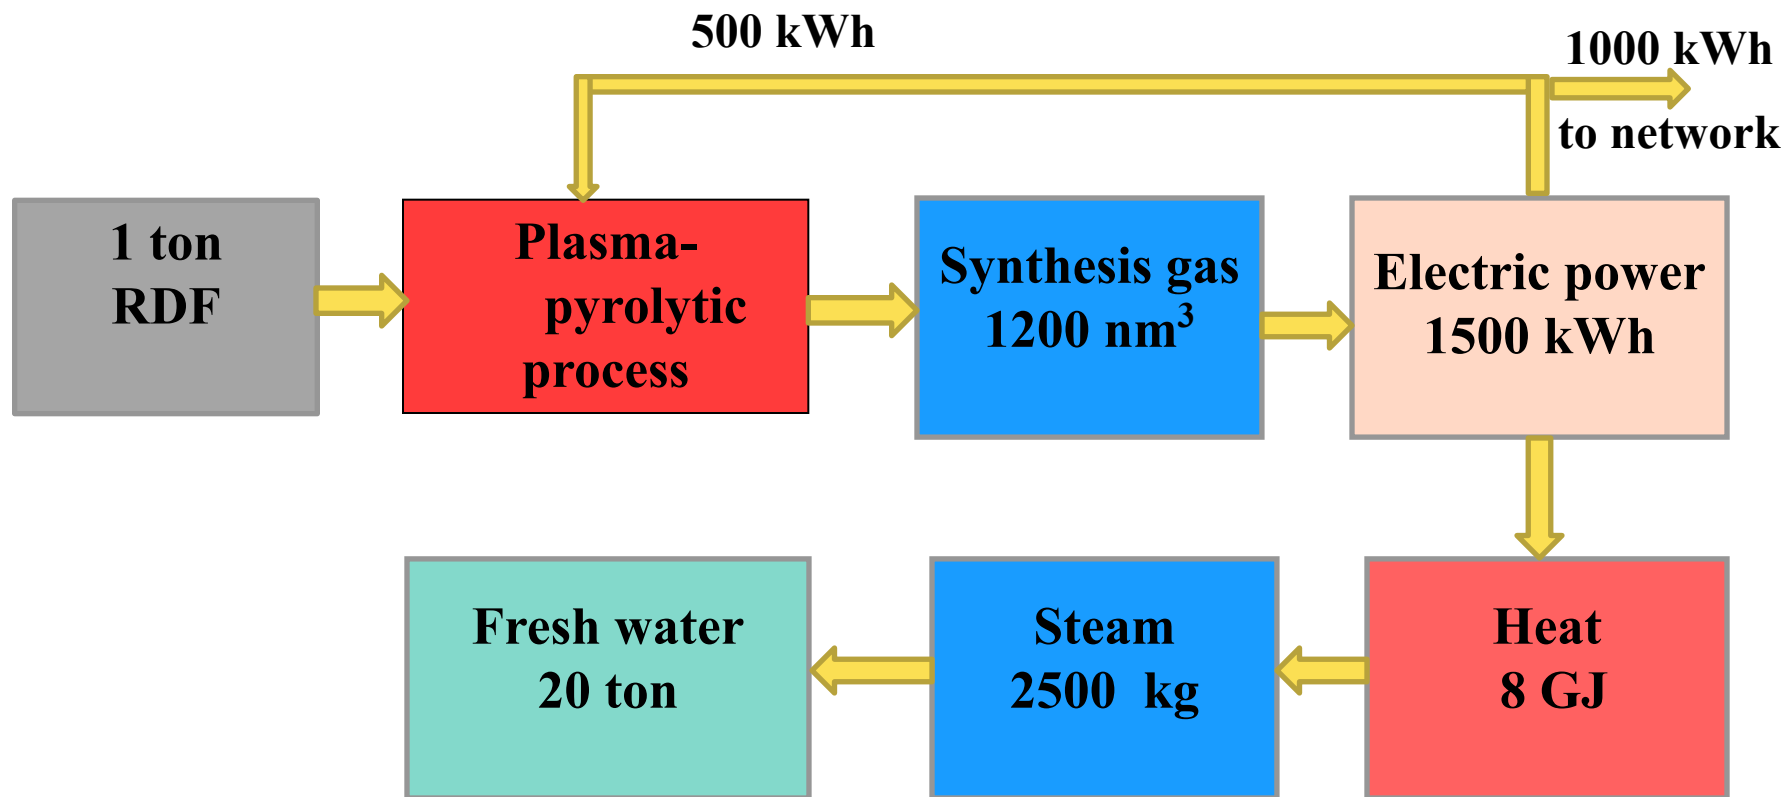 500 kWh
1000 kWh
to network
1 ton
RDF
Plasma-
pyrolytic
process
Synthesis gas
1200 nm³
Electric power
1500 kWh
Fresh water
20 ton
Steam
2500 kg
Heat
8 GJ